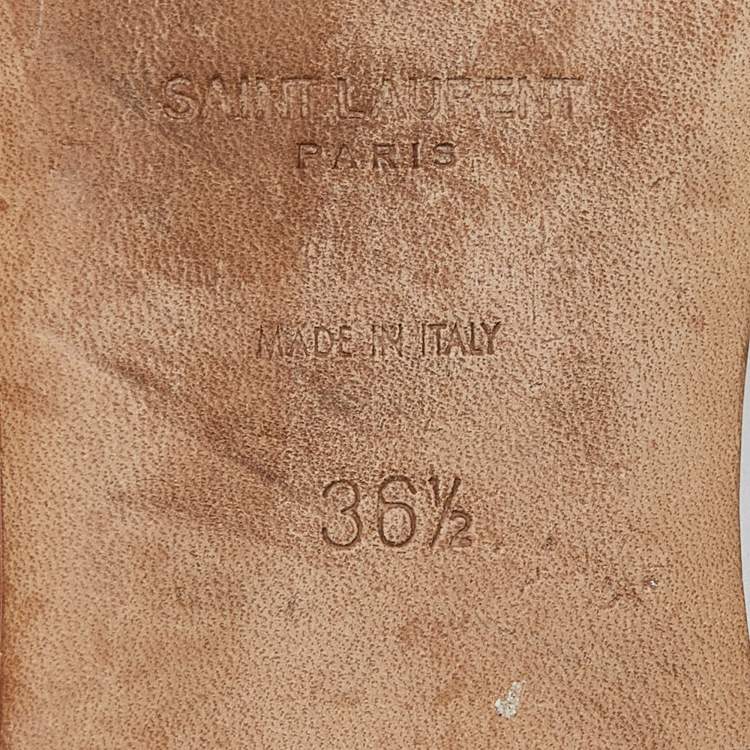 SAINT LAURENT
PARIS
MADE IN ITALY
36½